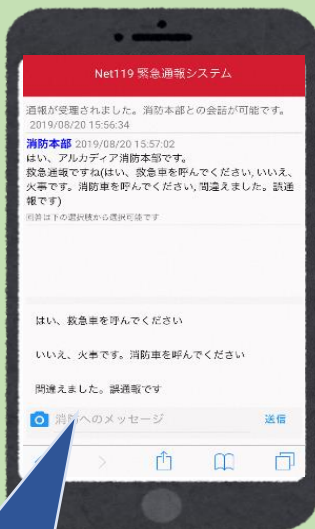 Net119 緊急通報システム
通報が受理されました。消防本部との会話が可能です。
2019/08/20 15:56:34
消防本部 2019/08/20 15:57:02
はい、アルカディア消防本部です。
救急通報ですね(はい、救急車を呼んでください,いいえ、
火事です。消防車を呼んでください,間違えました。誤通
報です)
回答は下の選択肢から選択可能です
はい、救急車を呼んでください
いいえ、火事です。消防車を呼んでください
間違えました。誤通報です
消防へのメッセージ
送信